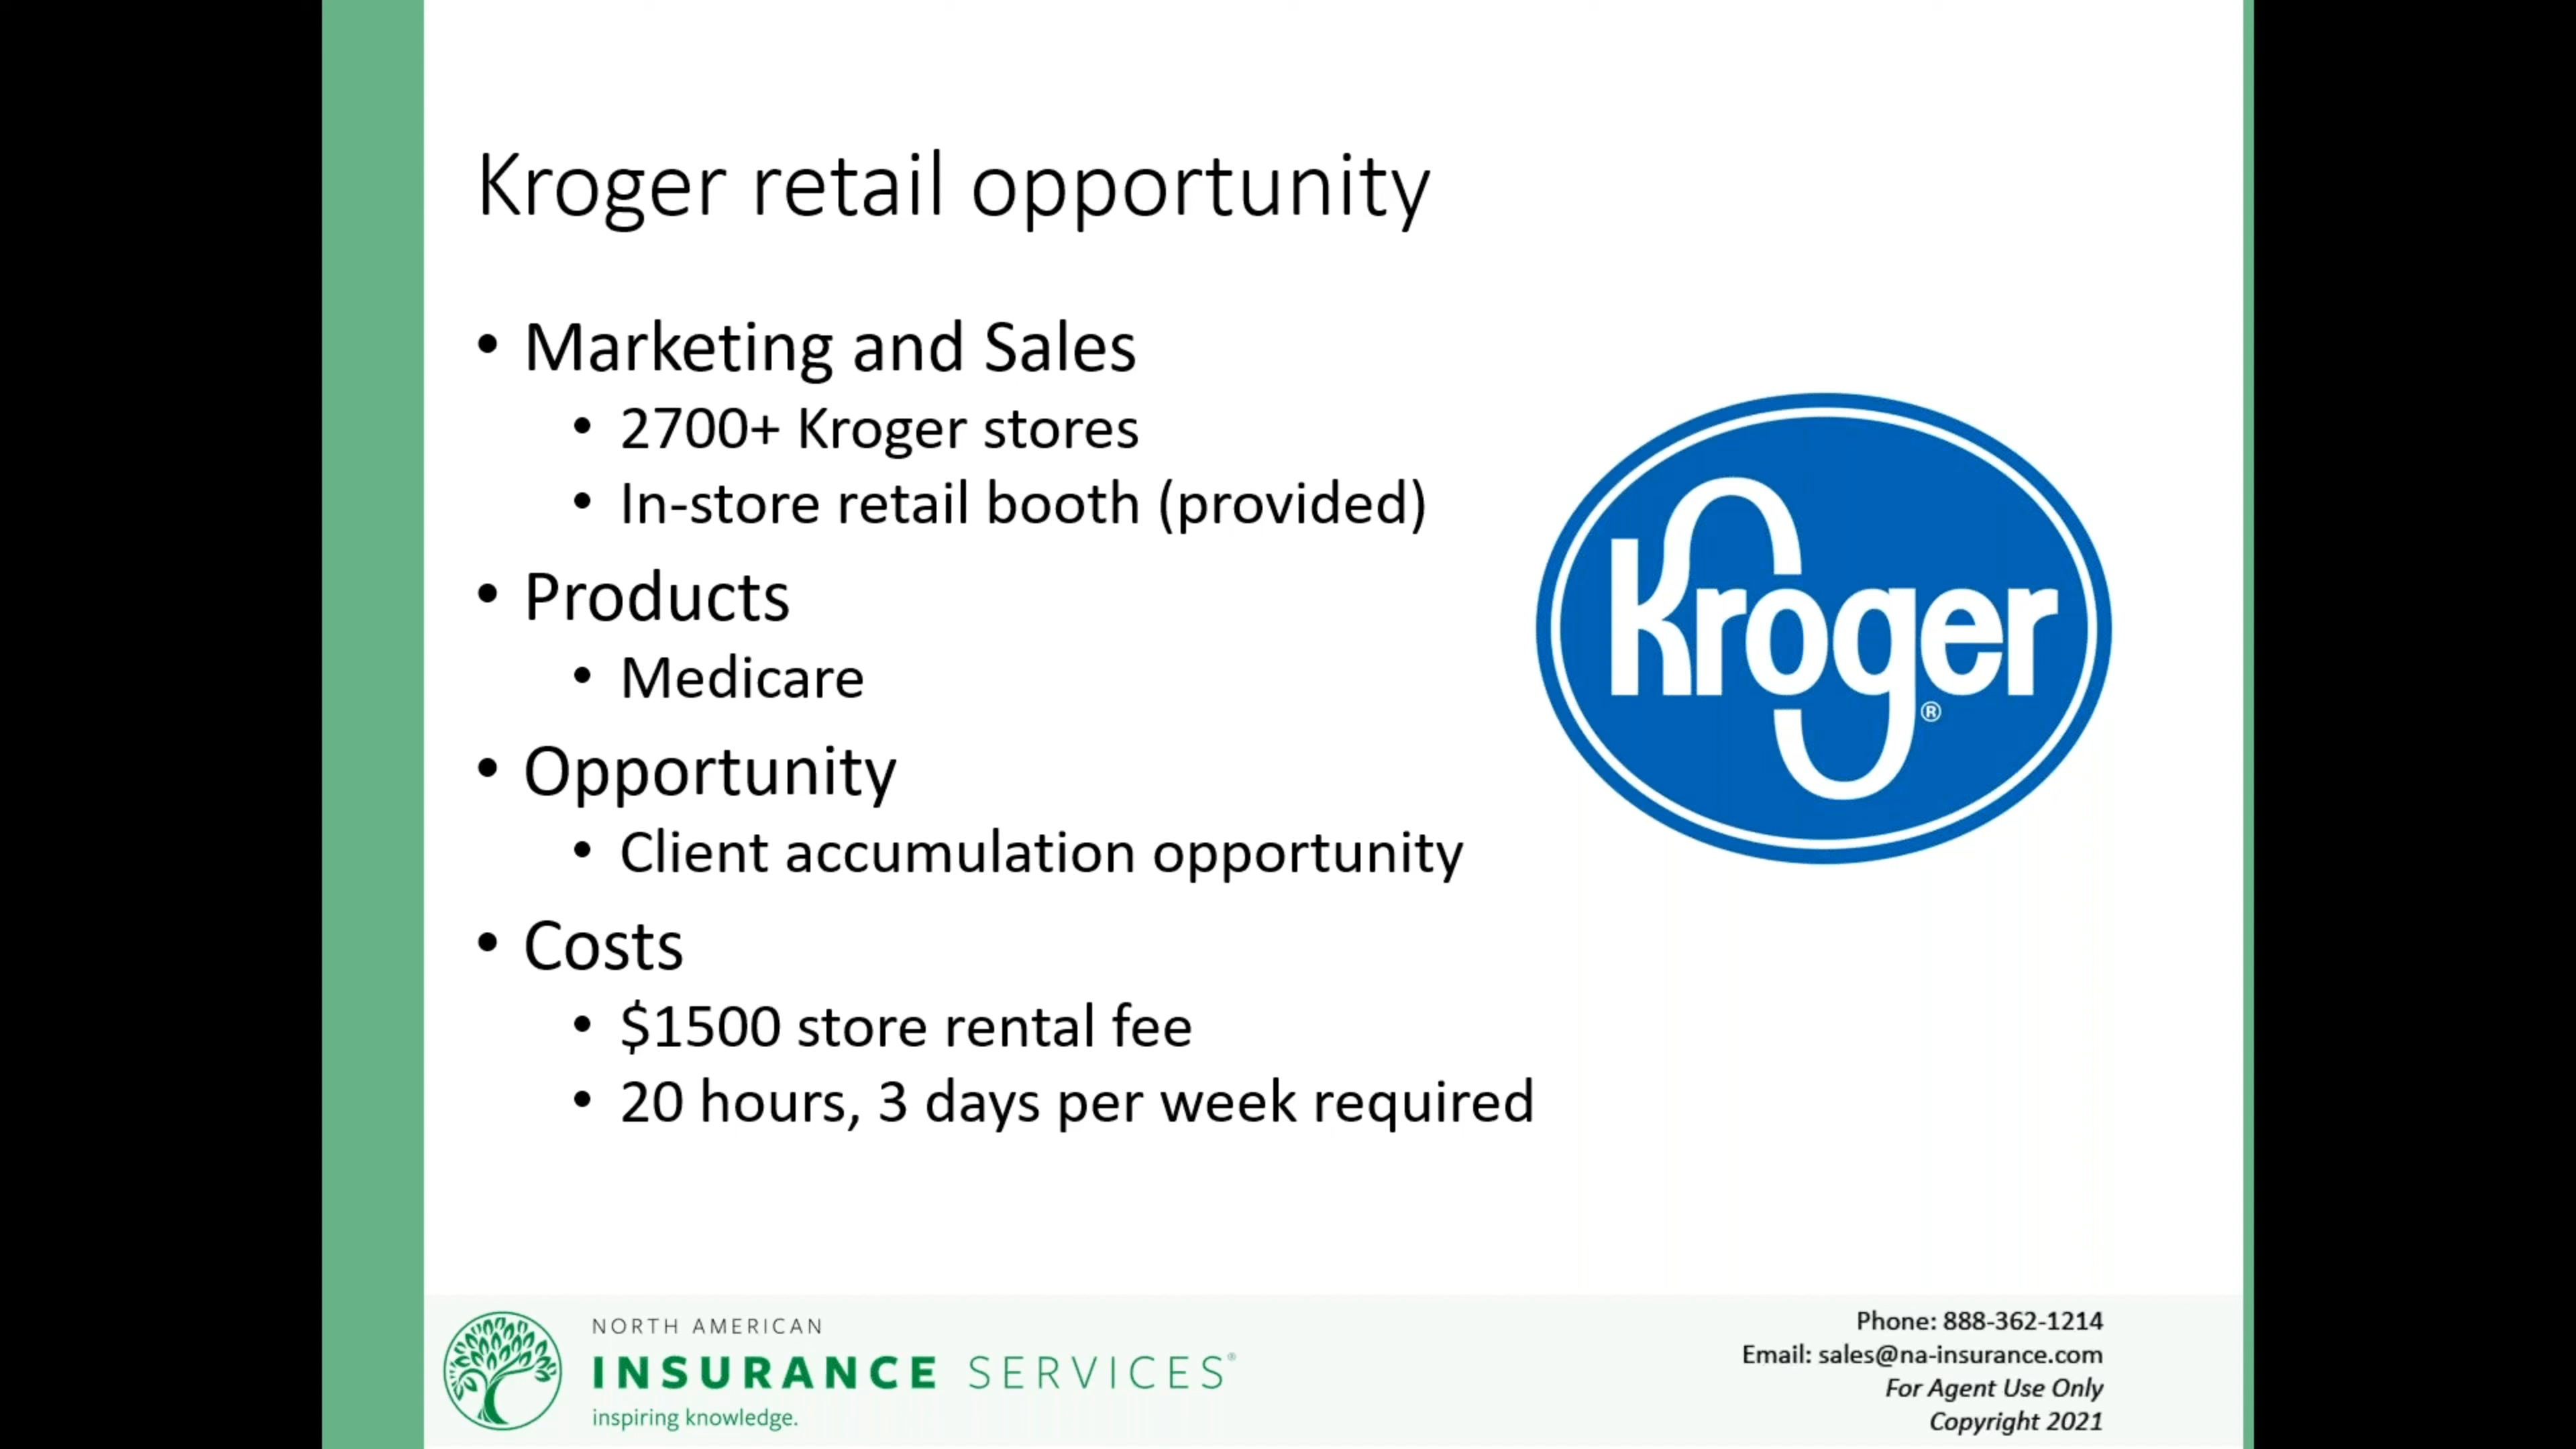 Kroger retail opportunity
• Marketing and Sales
• 2700+ Kroger stores
• In-store retail booth (provided)
• Products
• Medicare
• Opportunity
• Client accumulation opportunity
• Costs
• $1500 store rental fee
• 20 hours, 3 days per week required
Kroger®
NORTH AMERICAN
INSURANCE SERVICES®
inspiring knowledge.
Phone: 888-362-1214
Email: sales@na-insurance.com
For Agent Use Only
Copyright 2021